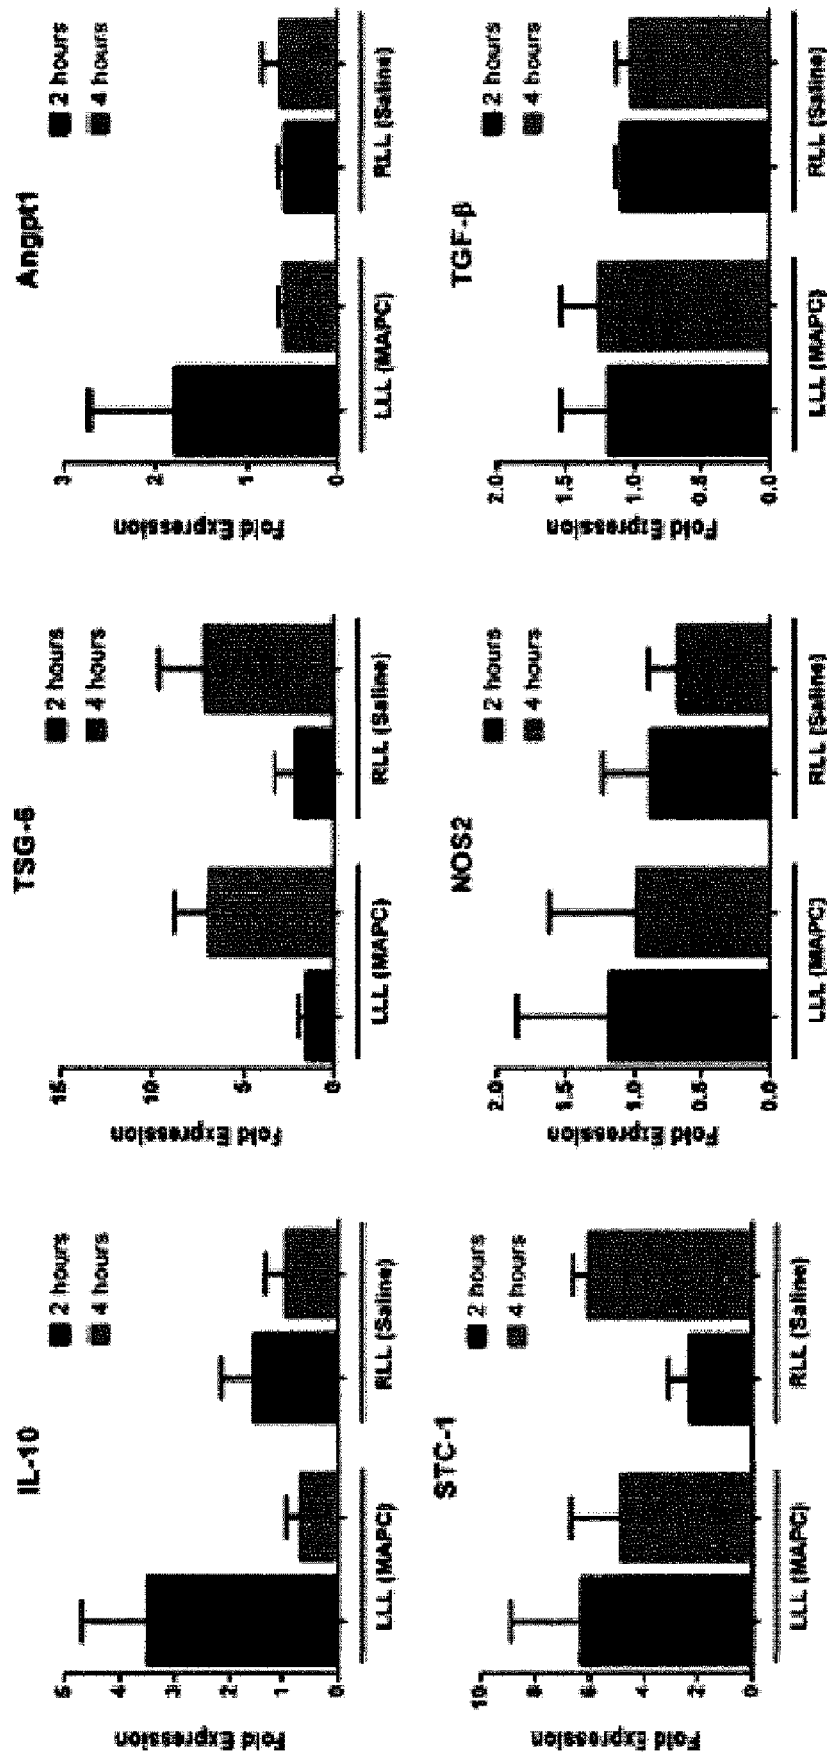 IL-10
2 hours
4 hours
Fold Expression
5
4
3
2
1
0
LLL (MAPC)
RLL (Saline)
TSG-6
2 hours
4 hours
Fold Expression
15
10
5
0
LLL (MAPC)
RLL (Saline)
Angpt1
2 hours
4 hours
Fold Expression
3
2
1
0
LLL (MAPC)
RLL (Saline)
STC-1
2 hours
4 hours
Fold Expression
10
8
6
4
2
0
LLL (MAPC)
RLL (Saline)
NOS2
2 hours
4 hours
Fold Expression
2.0
1.5
1.0
0.5
0.0
LLL (MAPC)
RLL (Saline)
TGF-β
2 hours
4 hours
Fold Expression
2.0
1.5
1.0
0.5
0.0
LLL (MAPC)
RLL (Saline)